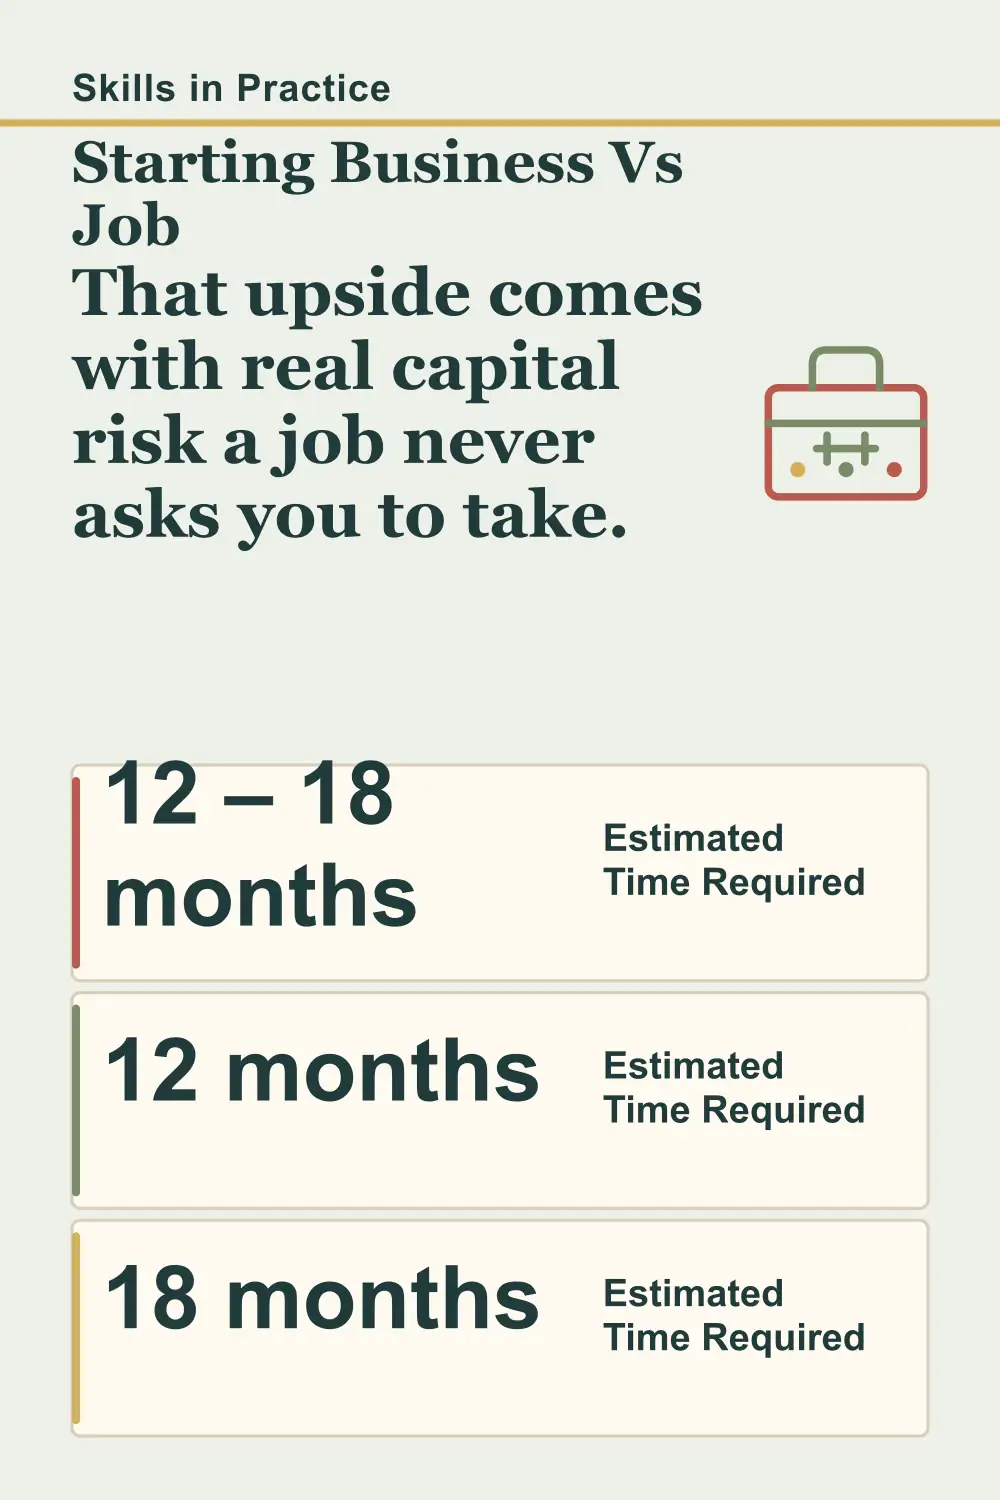 Skills in Practice
Starting Business Vs
Job
That upside comes
with real capital
risk a job never
asks you to take.
12 – 18
months
Estimated
Time Required
12 months
Estimated
Time Required
18 months
Estimated
Time Required